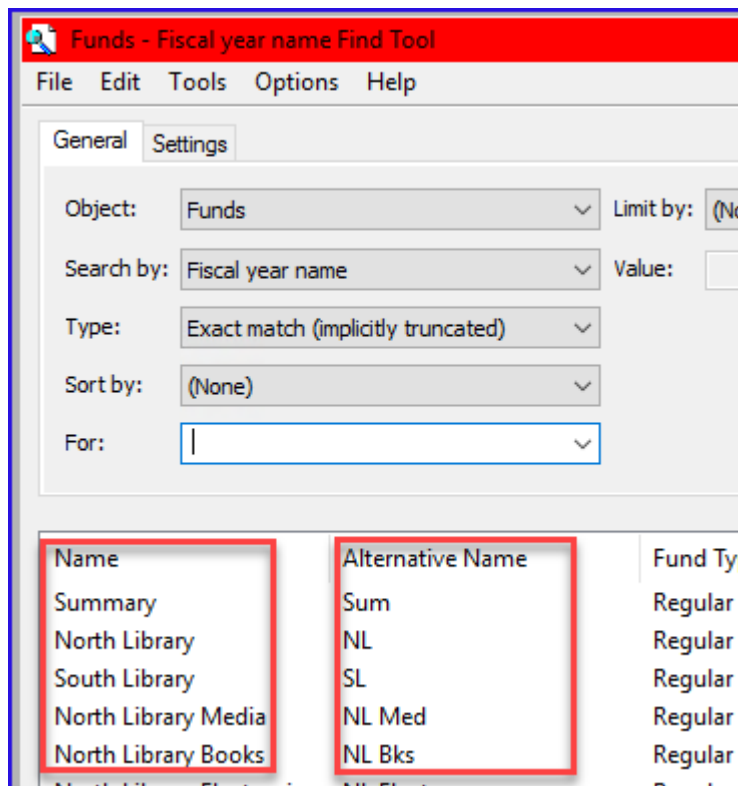 Funds - Fiscal year name Find Tool
File Edit Tools Options Help
General Settings
Object: Funds Limit by:
Search by: Fiscal year name Value:
Type: Exact match (implicitly truncated)
Sort by: (None)
For:
Name Alternative Name Fund Ty
Summary Sum Regular
North Library NL Regular
South Library SL Regular
North Library Media NL Med Regular
North Library Books NL Bks Regular